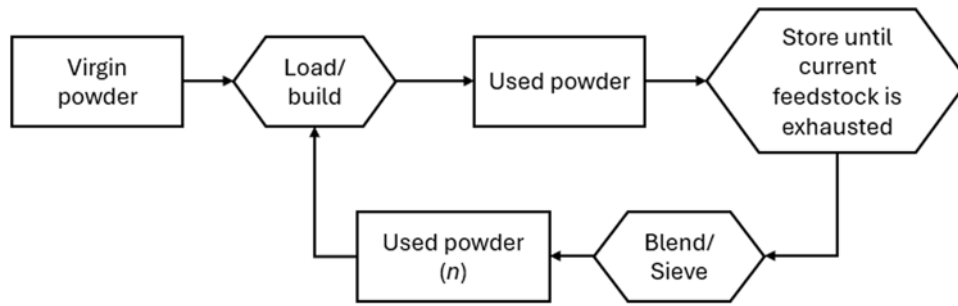 Virgin
powder
Load/
build
Used powder
Store until
current
feedstock is
exhausted
Blend/
Sieve
Used powder
(n)